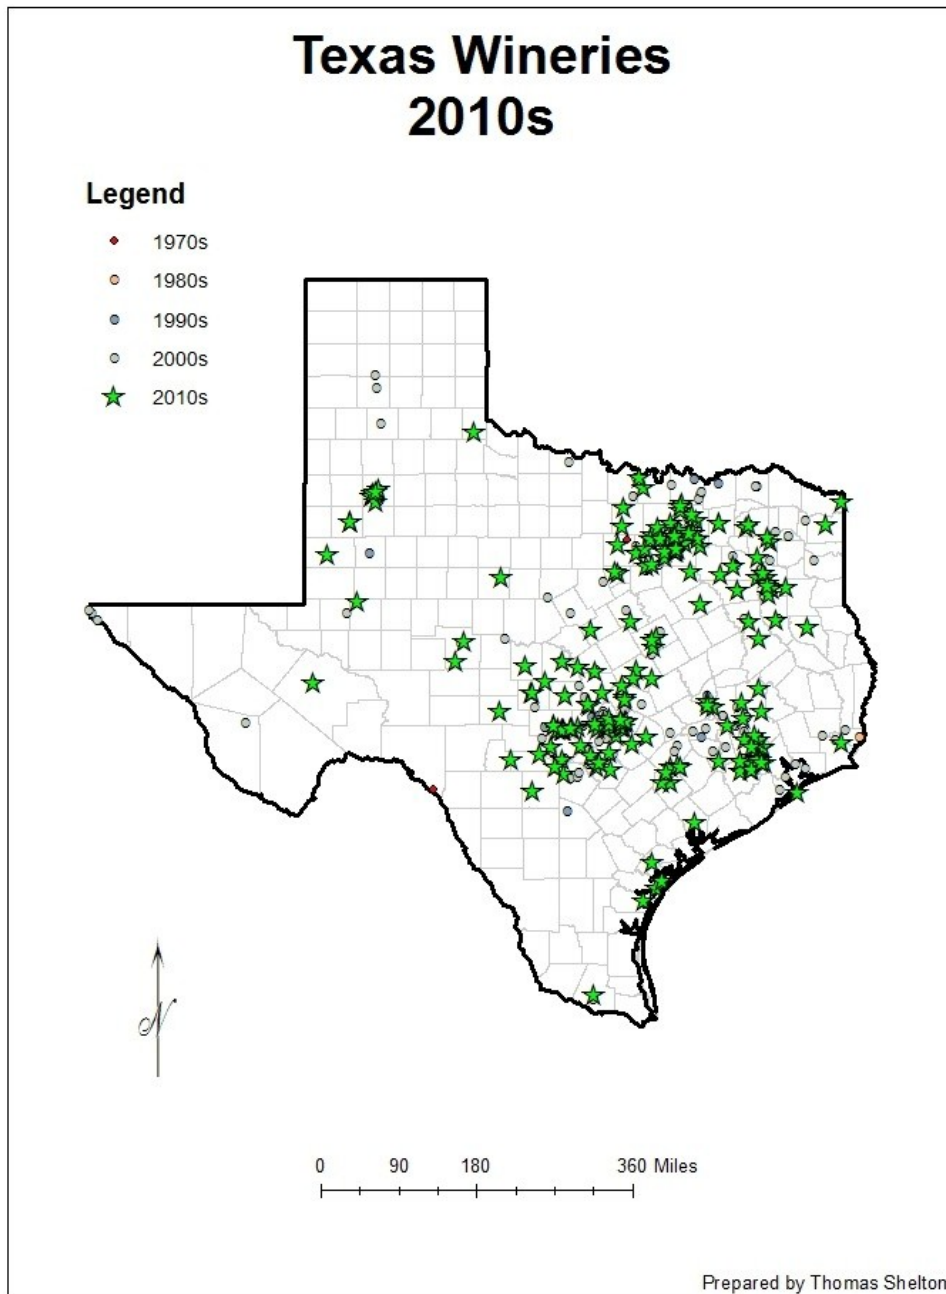 Texas Wineries
2010s
Legend
1970s
1980s
1990s
2000s
2010s
N
0 90 180 360 Miles
Prepared by Thomas Shelton